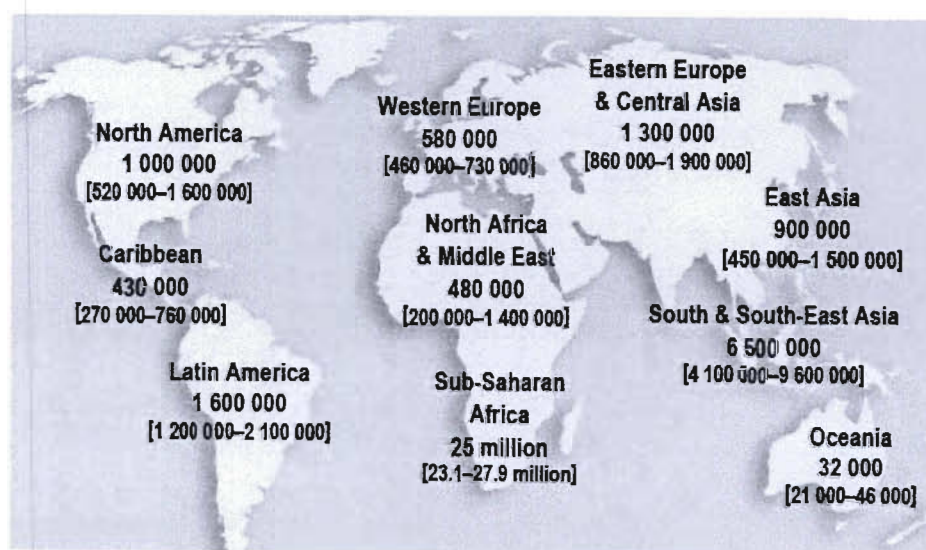 North America
1 000 000
[520 000–1 600 000]
Caribbean
430 000
[270 000–760 000]
Latin America
1 600 000
[1 200 000–2 100 000]
Western Europe
580 000
[460 000–730 000]
North Africa
& Middle East
480 000
[200 000–1 400 000]
Sub-Saharan
Africa
25 million
[23.1–27.9 million]
Eastern Europe
& Central Asia
1 300 000
[860 000–1 900 000]
East Asia
900 000
[450 000–1 500 000]
South & South-East Asia
6 500 000
[4 100 000–9 600 000]
Oceania
32 000
[21 000–46 000]